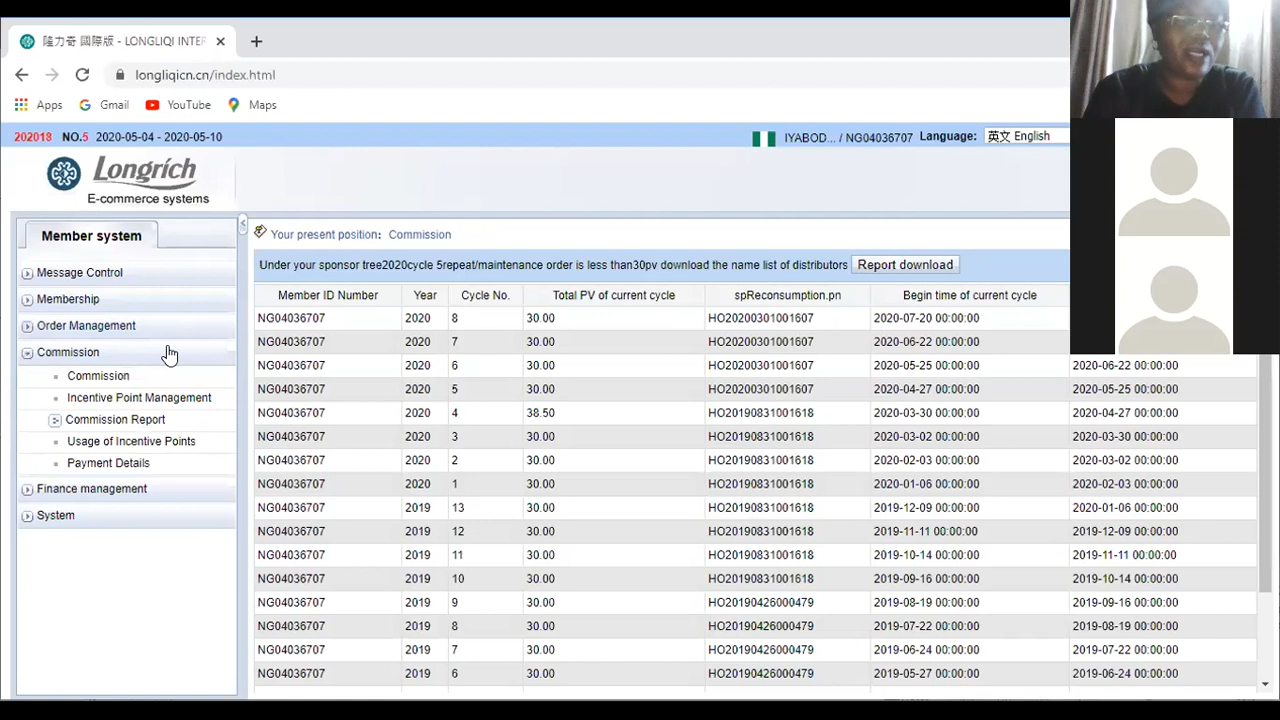 隆力奇 國際版 - LONGLIQI INTER
longliqicn.cn/index.html
Apps Gmail YouTube Maps
202018 NO.5 2020-05-04 - 2020-05-10 IYABOD... / NG04036707 Language: 英文 English
Longrich
E-commerce systems
Member system
Message Control
Membership
Order Management
Commission
Commission
Incentive Point Management
Commission Report
Usage of Incentive Points
Payment Details
Finance management
System
Your present position: Commission
Under your sponsor tree2020cycle 5repeat/maintenance order is less than30pv download the name list of distributors Report download
Member ID Number Year Cycle No. Total PV of current cycle spReconsumption.pn Begin time of current cycle
NG04036707 2020 8 30.00 HO20200301001607 2020-07-20 00:00:00
NG04036707 2020 7 30.00 HO20200301001607 2020-06-22 00:00:00
NG04036707 2020 6 30.00 HO20200301001607 2020-05-25 00:00:00 2020-06-22 00:00:00
NG04036707 2020 5 30.00 HO20200301001607 2020-04-27 00:00:00 2020-05-25 00:00:00
NG04036707 2020 4 38.50 HO20190831001618 2020-03-30 00:00:00 2020-04-27 00:00:00
NG04036707 2020 3 30.00 HO20190831001618 2020-03-02 00:00:00 2020-03-30 00:00:00
NG04036707 2020 2 30.00 HO20190831001618 2020-02-03 00:00:00 2020-03-02 00:00:00
NG04036707 2020 1 30.00 HO20190831001618 2020-01-06 00:00:00 2020-02-03 00:00:00
NG04036707 2019 13 30.00 HO20190831001618 2019-12-09 00:00:00 2020-01-06 00:00:00
NG04036707 2019 12 30.00 HO20190831001618 2019-11-11 00:00:00 2019-12-09 00:00:00
NG04036707 2019 11 30.00 HO20190831001618 2019-10-14 00:00:00 2019-11-11 00:00:00
NG04036707 2019 10 30.00 HO20190831001618 2019-09-16 00:00:00 2019-10-14 00:00:00
NG04036707 2019 9 30.00 HO20190426000479 2019-08-19 00:00:00 2019-09-16 00:00:00
NG04036707 2019 8 30.00 HO20190426000479 2019-07-22 00:00:00 2019-08-19 00:00:00
NG04036707 2019 7 30.00 HO20190426000479 2019-06-24 00:00:00 2019-07-22 00:00:00
NG04036707 2019 6 30.00 HO20190426000479 2019-05-27 00:00:00 2019-06-24 00:00:00